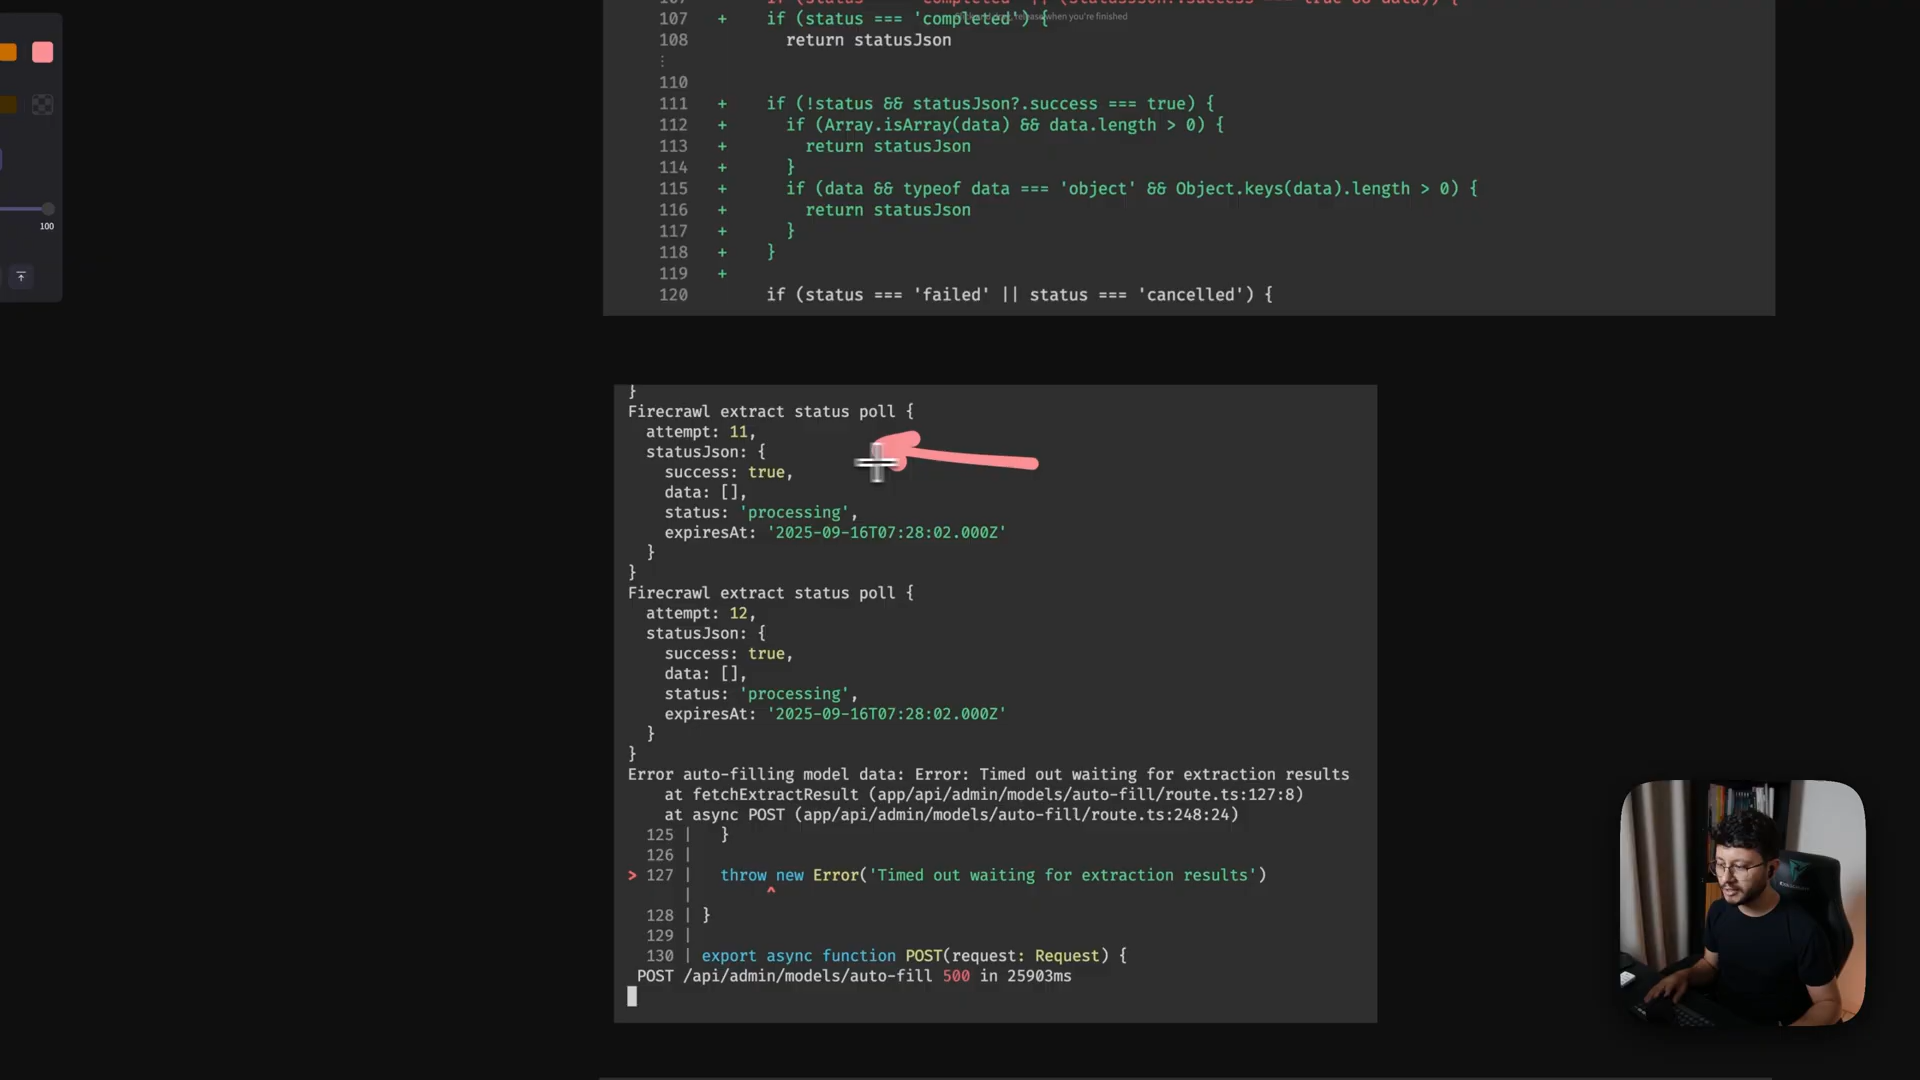 107 + if (status === 'completed') {
108 return statusJson
⋮
110
111 + if (!status && statusJson?.success === true) {
112 + if (Array.isArray(data) && data.length > 0) {
113 + return statusJson
114 + }
115 + if (data && typeof data === 'object' && Object.keys(data).length > 0) {
116 + return statusJson
117 + }
118 + }
119 +
120 if (status === 'failed' || status === 'cancelled') {
100
}
Firecrawl extract status poll {
attempt: 11,
statusJson: {
success: true,
data: [],
status: 'processing',
expiresAt: '2025-09-16T07:28:02.000Z'
}
}
Firecrawl extract status poll {
attempt: 12,
statusJson: {
success: true,
data: [],
status: 'processing',
expiresAt: '2025-09-16T07:28:02.000Z'
}
}
Error auto-filling model data: Error: Timed out waiting for extraction results
at fetchExtractResult (app/api/admin/models/auto-fill/route.ts:127:8)
at async POST (app/api/admin/models/auto-fill/route.ts:248:24)
125 | }
126 |
> 127 | throw new Error('Timed out waiting for extraction results')
| ^
128 | }
129 |
130 | export async function POST(request: Request) {
POST /api/admin/models/auto-fill 500 in 25903ms